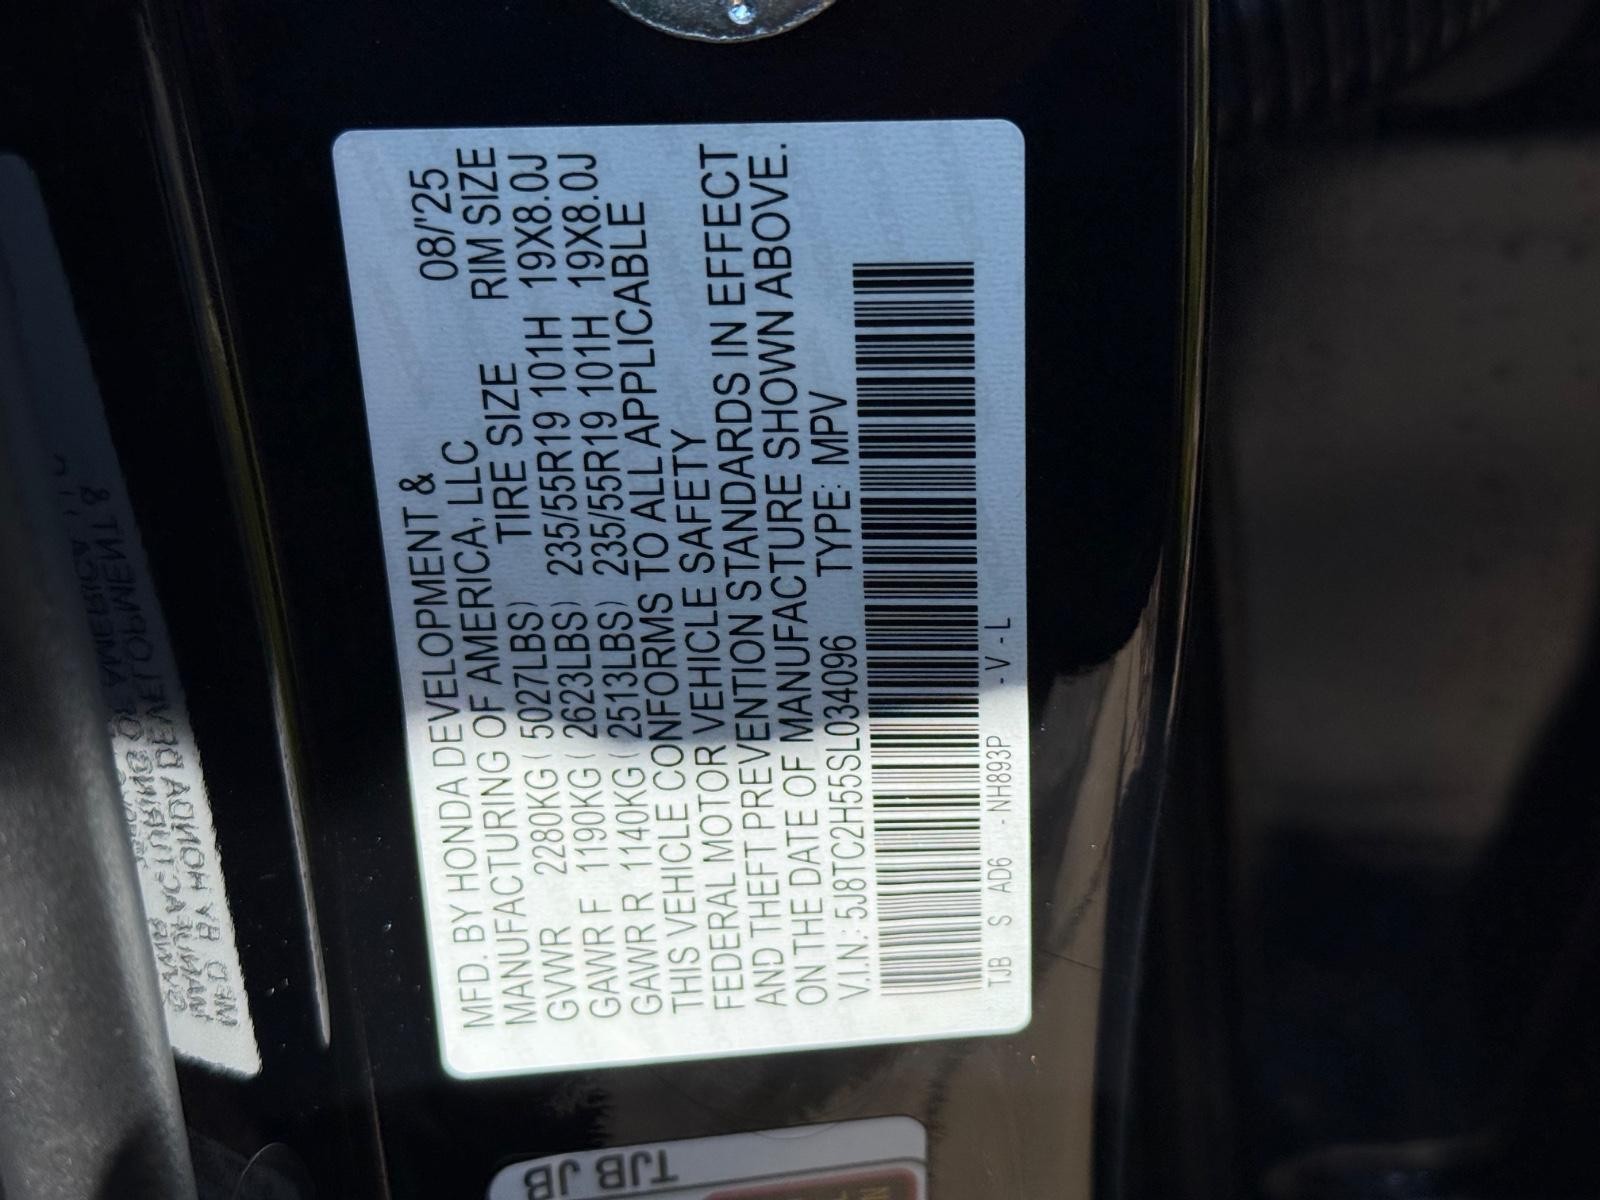 MFD. BY HONDA DEVELOPMENT &
MANUFACTURING OF AMERICA, LLC 08/'25
GVWR 2280KG (5027LBS) TIRE SIZE RIM SIZE
GAWR F 1190KG (2623LBS) 235/55R19 101H 19X8.0J
GAWR R 1140KG (2513LBS) 235/55R19 101H 19X8.0J
THIS VEHICLE CONFORMS TO ALL APPLICABLE
FEDERAL MOTOR VEHICLE SAFETY
AND THEFT PREVENTION STANDARDS IN EFFECT
ON THE DATE OF MANUFACTURE SHOWN ABOVE.
V.I.N.: 5J8TC2H55SL034096 TYPE: MPV
TJB S AD6 -NH893P -V-L
TJB JB